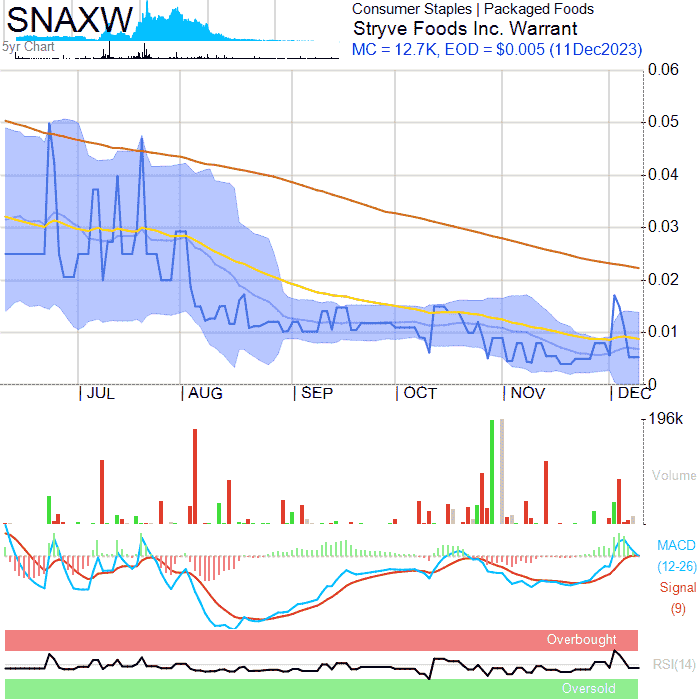 SNAXW
5yr Chart
Consumer Staples | Packaged Foods
Stryve Foods Inc. Warrant
MC = 12.7K, EOD = $0.005 (11Dec2023)
0.06
0.05
0.04
0.03
0.02
0.01
0
| JUL | AUG | SEP | OCT | NOV | DEC
196k
Volume
MACD
(12-26)
Signal
(9)
Overbought
RSI(14)
Oversold